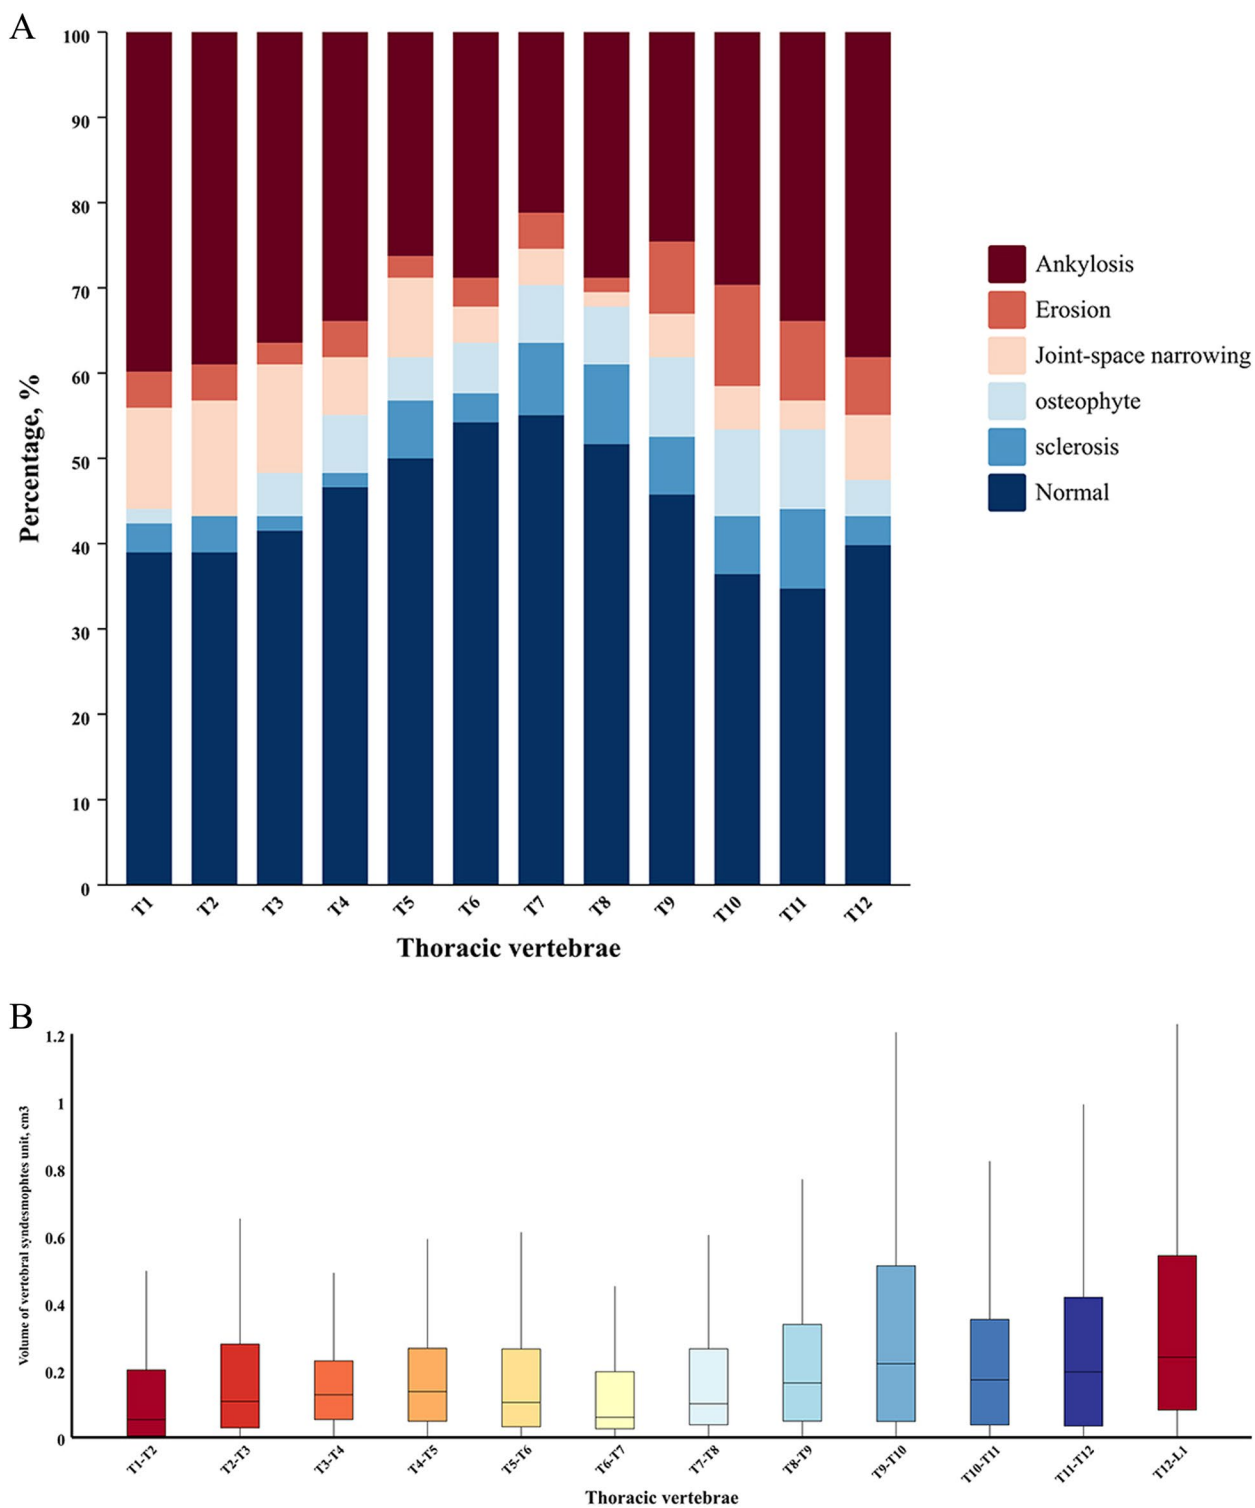 A
100
90
80
70
60
50
40
30
20
10
0
Percentage, %
T1
T2
T3
T4
T5
T6
T7
T8
T9
T10
T11
T12
Thoracic vertebrae
Ankylosis
Erosion
Joint-space narrowing
osteophyte
sclerosis
Normal
B
1.2
1
0.8
0.6
0.4
0.2
0
Volume of vertebral syndesmophtes unit, cm3
T1-T2
T2-T3
T3-T4
T4-T5
T5-T6
T6-T7
T7-T8
T8-T9
T9-T10
T10-T11
T11-T12
T12-L1
Thoracic vertebrae